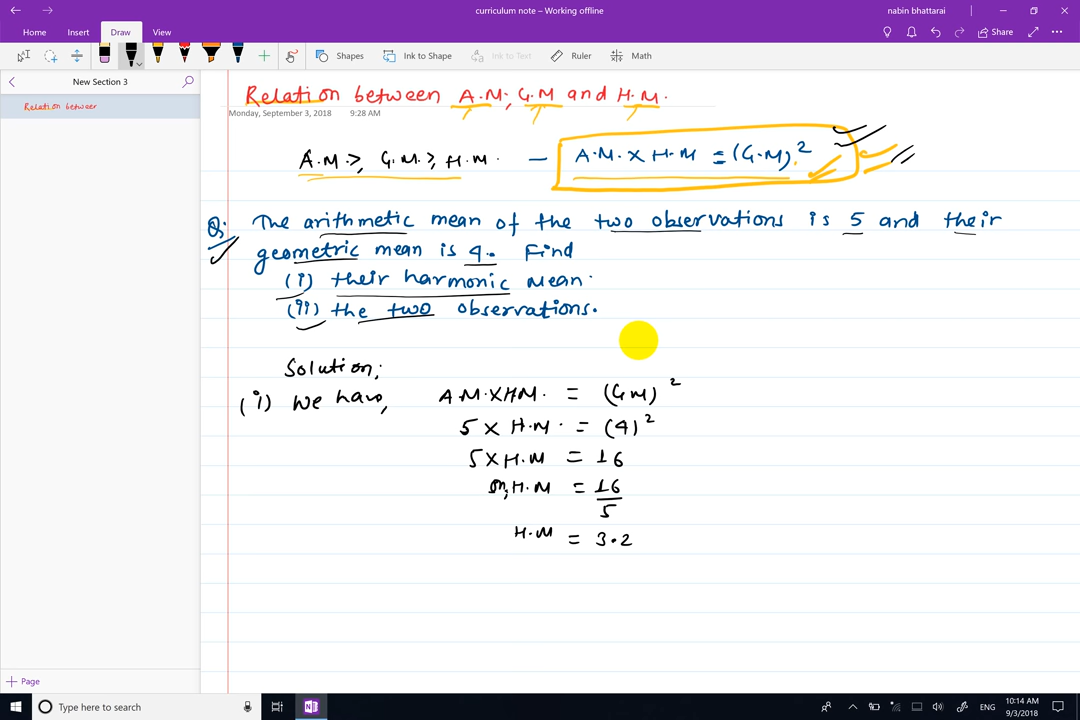 curriculum note – Working offline
nabin bhattarai
Home Insert Draw View
Share
Shapes Ink to Shape Ink to Text Ruler Math
New Section 3
Relation between
Relation between A.M; G.M and H.M.
Monday, September 3, 2018 9:28 AM
A.M ≥ G.M. ≥ H.M. – A.M. × H.M = (G.M)²
Q. The arithmetic mean of the two observations is 5 and their
geometric mean is 4. Find
(i) their harmonic Mean.
(ii) the two observations.
Solution;
(i) We have, A.M.×HM. = (GM)²
5 × H.M. = (4)²
5×H.M = 16
or, H.M = 16
5
H.M = 3.2
+ Page
Type here to search
ENG
10:14 AM
9/3/2018